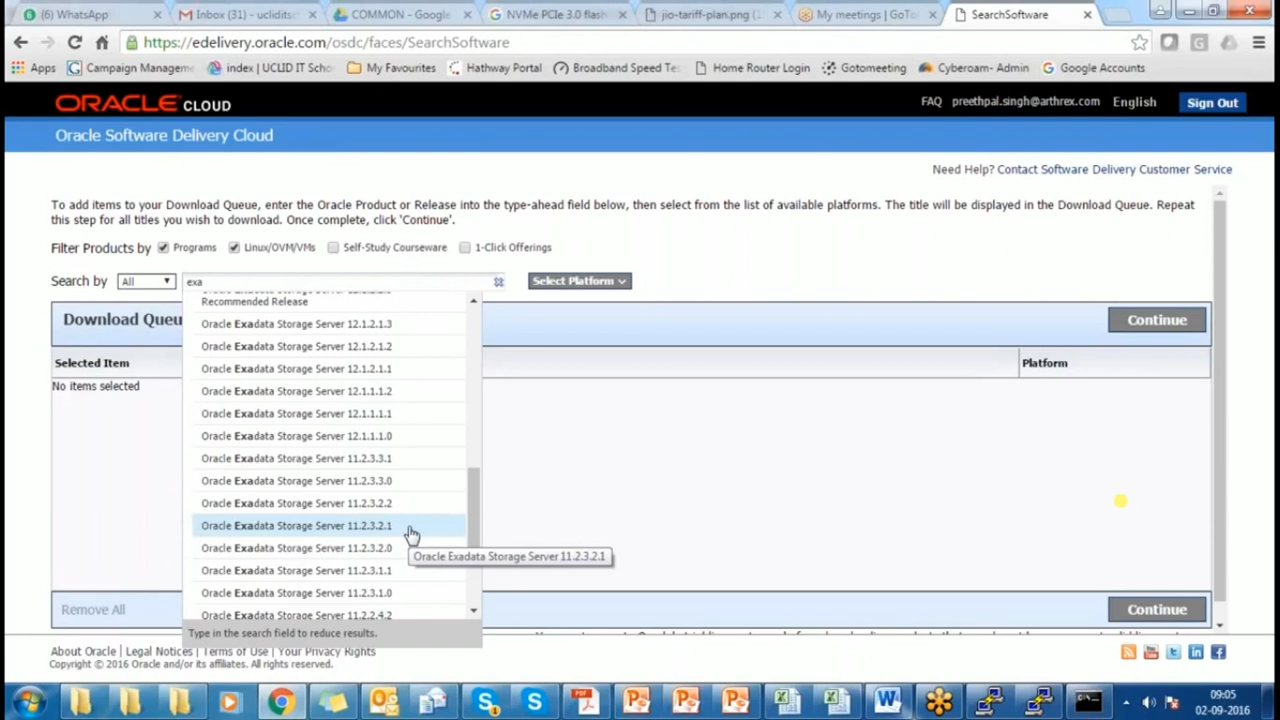 (6) WhatsApp
Inbox (31) - ucliditsc
COMMON - Google
NVMe PCIe 3.0 flash
jio-tariff-plan.png (1
My meetings | GoTo
SearchSoftware
https://edelivery.oracle.com/osdc/faces/SearchSoftware
Apps
Campaign Manageme
index | UCLID IT Scho
My Favourites
Hathway Portal
Broadband Speed Te
Home Router Login
Gotomeeting
Cyberoam- Admin
Google Accounts
ORACLE CLOUD
FAQ preethpal.singh@arthrex.com English Sign Out
Oracle Software Delivery Cloud
Need Help? Contact Software Delivery Customer Service
To add items to your Download Queue, enter the Oracle Product or Release into the type-ahead field below, then select from the list of available platforms. The title will be displayed in the Download Queue. Repeat
this step for all titles you wish to download. Once complete, click 'Continue'.
Filter Products by Programs Linux/OVM/VMs Self-Study Courseware 1-Click Offerings
Search by All exa Select Platform
Recommended Release
Oracle Exadata Storage Server 12.1.2.1.3
Oracle Exadata Storage Server 12.1.2.1.2
Oracle Exadata Storage Server 12.1.2.1.1
Oracle Exadata Storage Server 12.1.1.1.2
Oracle Exadata Storage Server 12.1.1.1.1
Oracle Exadata Storage Server 12.1.1.1.0
Oracle Exadata Storage Server 11.2.3.3.1
Oracle Exadata Storage Server 11.2.3.3.0
Oracle Exadata Storage Server 11.2.3.2.2
Oracle Exadata Storage Server 11.2.3.2.1
Oracle Exadata Storage Server 11.2.3.2.0
Oracle Exadata Storage Server 11.2.3.1.1
Oracle Exadata Storage Server 11.2.3.1.0
Oracle Exadata Storage Server 11.2.2.4.2
Type in the search field to reduce results.
Oracle Exadata Storage Server 11.2.3.2.1
Download Queu
Continue
Selected Item
Platform
No items selected
Remove All
Continue
About Oracle | Legal Notices | Terms of Use | Your Privacy Rights
Copyright © 2016 Oracle and/or its affiliates. All rights reserved.
09:05
02-09-2016